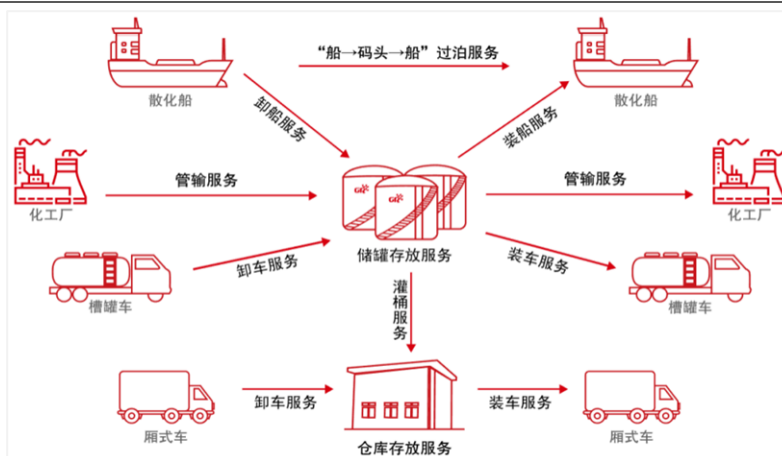 “船→码头→船”过泊服务
散化船
散化船
卸船服务
装船服务
管输服务
管输服务
化工厂
化工厂
储罐存放服务
卸车服务
装车服务
槽罐车
槽罐车
灌桶服务
卸车服务
装车服务
厢式车
厢式车
仓库存放服务